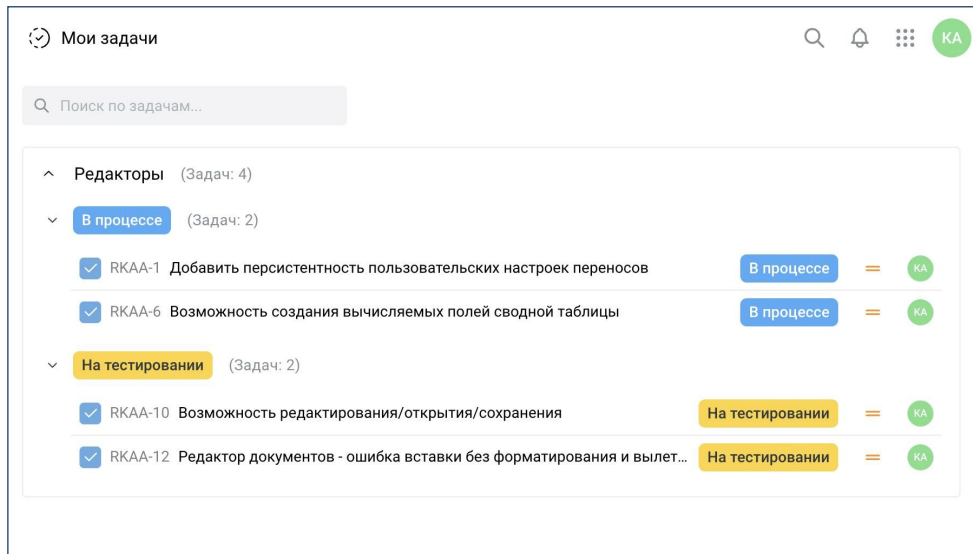 Мои задачи
КА
Поиск по задачам...
Редакторы (Задач: 4)
В процессе (Задач: 2)
RKAA-1 Добавить персистентность пользовательских настроек переносов В процессе КА
RKAA-6 Возможность создания вычисляемых полей сводной таблицы В процессе КА
На тестировании (Задач: 2)
RKAA-10 Возможность редактирования/открытия/сохранения На тестировании КА
RKAA-12 Редактор документов - ошибка вставки без форматирования и вылет... На тестировании КА